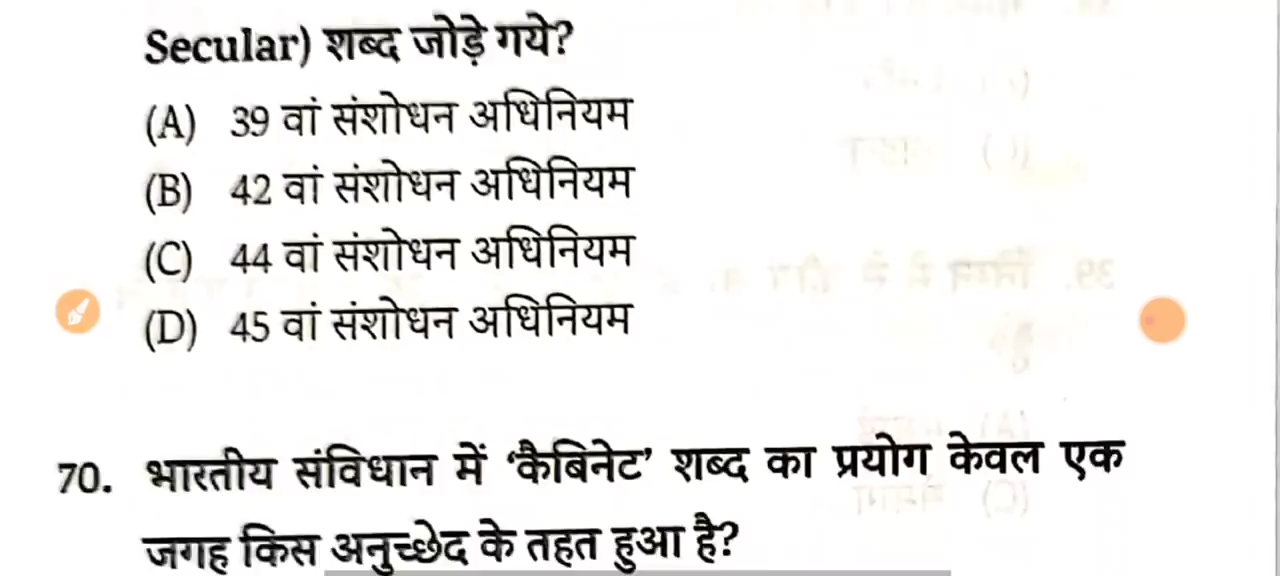 Secular) शब्द जोड़े गये?
(A) 39 वां संशोधन अधिनियम
(B) 42 वां संशोधन अधिनियम
(C) 44 वां संशोधन अधिनियम
(D) 45 वां संशोधन अधिनियम
70. भारतीय संविधान में ‘कैबिनेट’ शब्द का प्रयोग केवल एक
जगह किस अनुच्छेद के तहत हुआ है?